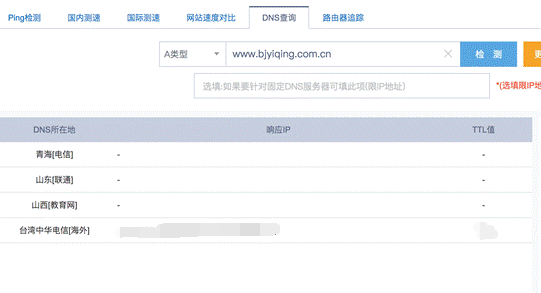 Ping检测 国内测速 国际测速 网站速度对比 DNS查询 路由器追踪
A类型 www.bjyiqing.com.cn 检 测
选填:如果要针对固定DNS服务器可填此项(限IP地址) *(选填限IP地
DNS所在地 响应IP TTL值
青海[电信] - -
山东[联通] - -
山西[教育网] - -
台湾中华电信[海外]